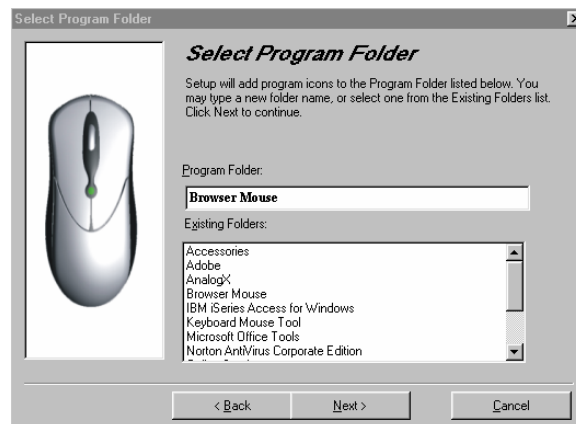 Select Program Folder
Select Program Folder
Setup will add program icons to the Program Folder listed below. You
may type a new folder name, or select one from the Existing Folders list.
Click Next to continue.
Program Folder:
Browser Mouse
Existing Folders:
Accessories
Adobe
AnalogX
Browser Mouse
IBM iSeries Access for Windows
Keyboard Mouse Tool
Microsoft Office Tools
Norton AntiVirus Corporate Edition
< Back
Next >
Cancel